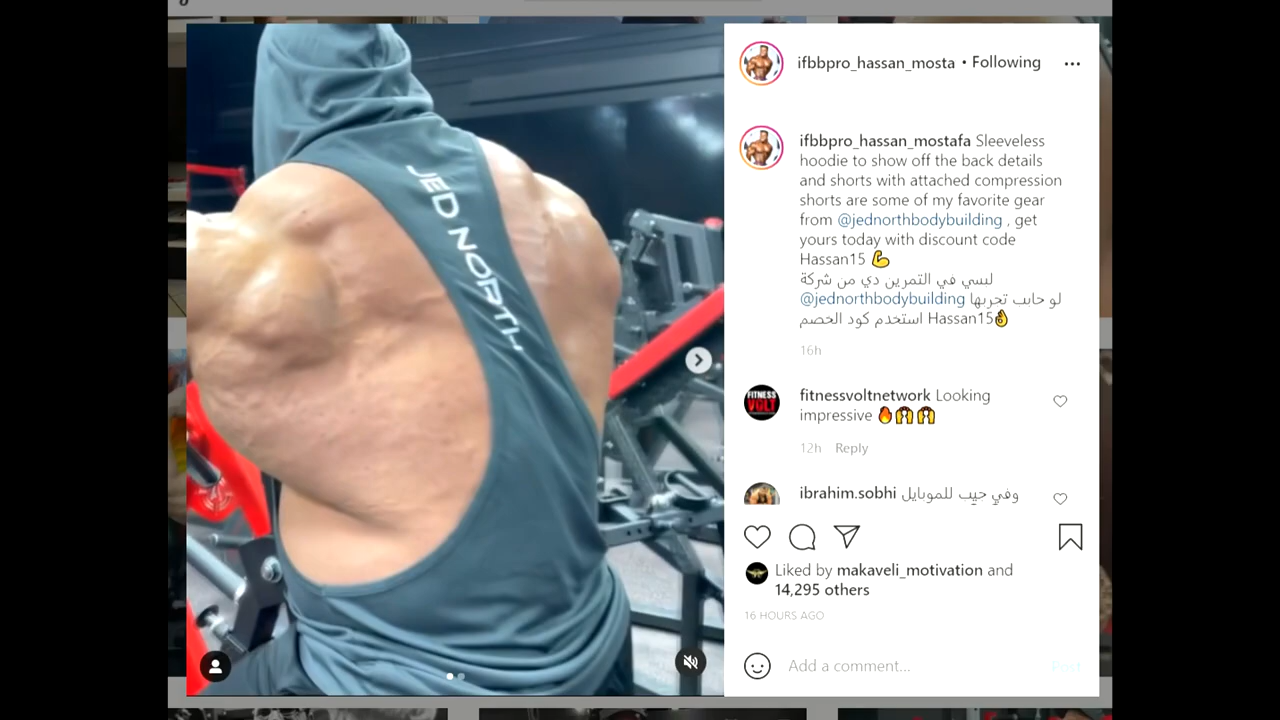 JED NORTH
ifbbpro_hassan_mosta • Following
ifbbpro_hassan_mostafa Sleeveless
hoodie to show off the back details
and shorts with attached compression
shorts are some of my favorite gear
from @jednorthbodybuilding , get
yours today with discount code
Hassan15 💪
لبسي في التمرين دي من شركة
@jednorthbodybuilding لو حابب تجربها
استخدم كود الخصم Hassan15👌
16h
fitnessvoltnetwork Looking
impressive 🔥🙌🙌
12h Reply
ibrahim.sobhi وفي جيب للموبايل
Liked by makaveli_motivation and
14,295 others
16 HOURS AGO
Add a comment...
Post
FITNESS
VOLT